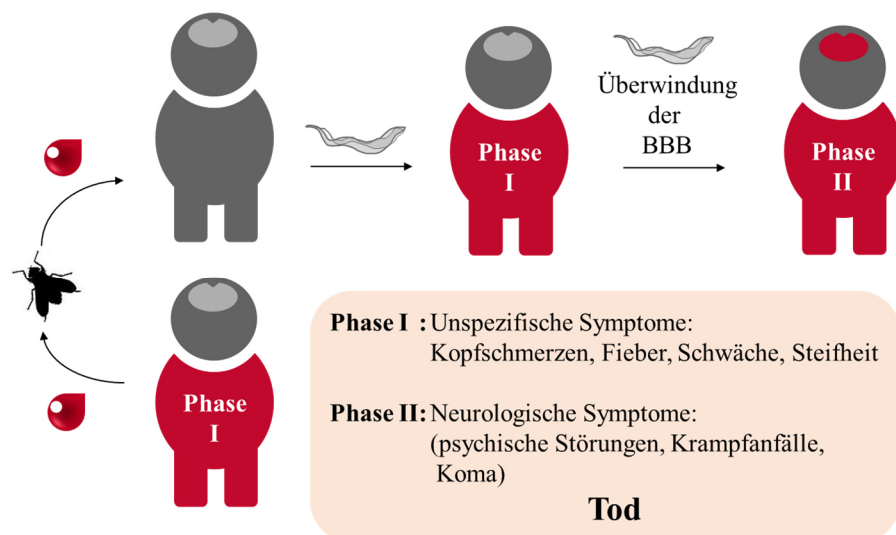 Überwindung
der
BBB
Phase
I
Phase
II
Phase
I
Phase I : Unspezifische Symptome:
Kopfschmerzen, Fieber, Schwäche, Steifheit
Phase II: Neurologische Symptome:
(psychische Störungen, Krampfanfälle,
Koma)
Tod